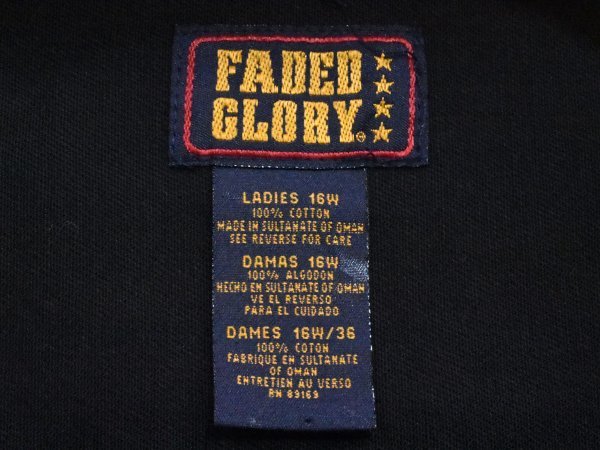 FADED
GLORY®
LADIES 16W
100% COTTON
MADE IN SULTANATE OF OMAN
SEE REVERSE FOR CARE
DAMAS 16W
100% ALGODON
HECHO EN SULTANATE OF OMAN
VE EL REVERSO
PARA EL CUIDADO
DAMES 16W/36
100% COTON
FABRIQUE EN SULTANATE
OF OMAN
ENTRETIEN AU VERSO
RN 89169